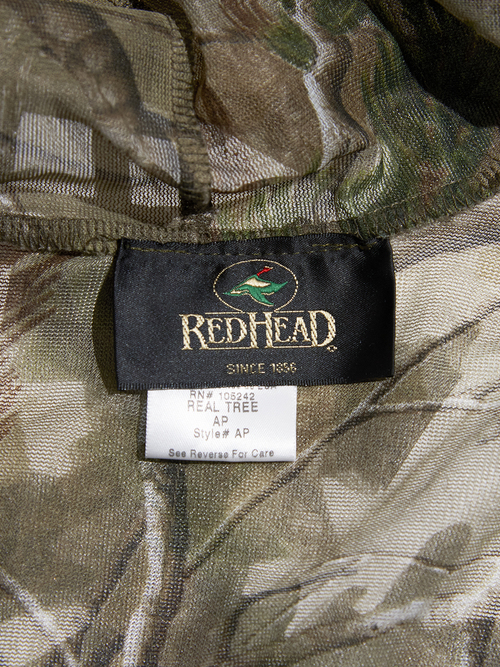 REDHEAD
SINCE 1856
RN# 106242
REAL TREE
AP
Style# AP
See Reverse For Care